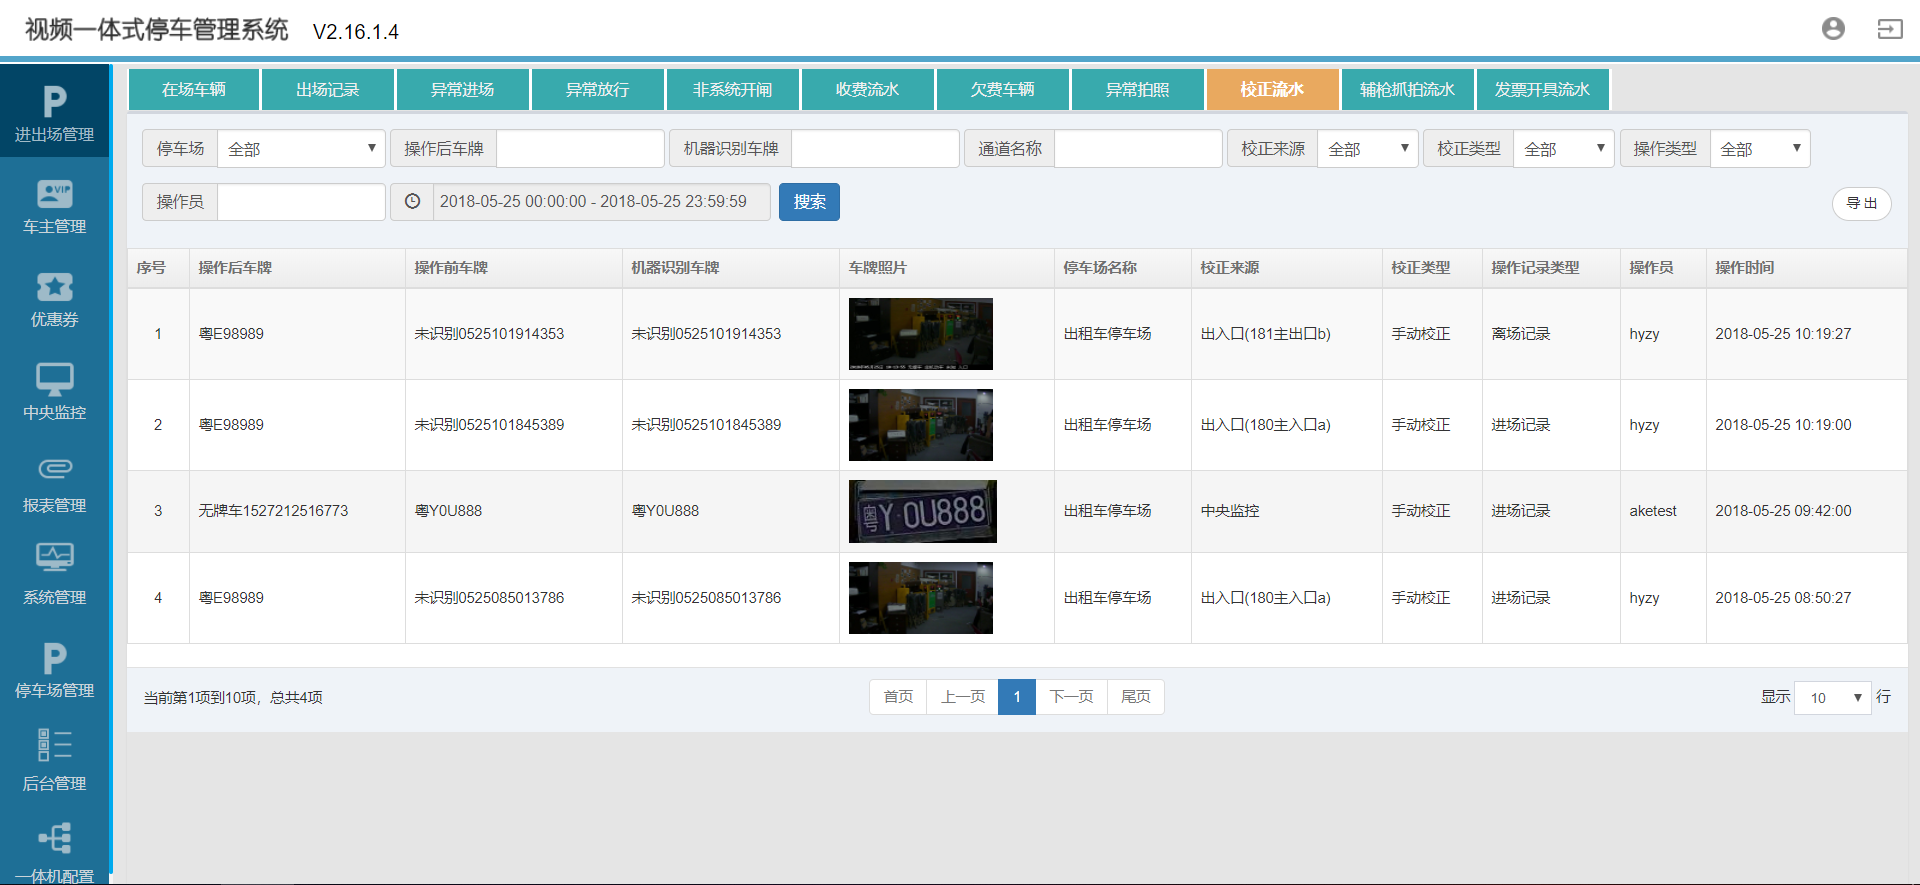 视频一体式停车管理系统 V2.16.1.4
进出场管理
车主管理
优惠券
中央监控
报表管理
系统管理
停车场管理
后台管理
一体机配置
在场车辆 出场记录 异常进场 异常放行 非系统开闸 收费流水 欠费车辆 异常拍照 校正流水 辅枪抓拍流水 发票开具流水
停车场 全部 操作后车牌 机器识别车牌 通道名称 校正来源 全部 校正类型 全部 操作类型 全部
操作员 2018-05-25 00:00:00 - 2018-05-25 23:59:59 搜索 导出
序号 操作后车牌 操作前车牌 机器识别车牌 车牌照片 停车场名称 校正来源 校正类型 操作记录类型 操作员 操作时间
1 粤E98989 未识别0525101914353 未识别0525101914353 出租车停车场 出入口(181主出口b) 手动校正 离场记录 hyzy 2018-05-25 10:19:27
2 粤E98989 未识别0525101845389 未识别0525101845389 出租车停车场 出入口(180主入口a) 手动校正 进场记录 hyzy 2018-05-25 10:19:00
3 无牌车1527212516773 粤Y0U888 粤Y0U888 粤Y·0U888 出租车停车场 中央监控 手动校正 进场记录 aketest 2018-05-25 09:42:00
4 粤E98989 未识别0525085013786 未识别0525085013786 出租车停车场 出入口(180主入口a) 手动校正 进场记录 hyzy 2018-05-25 08:50:27
当前第1项到10项，总共4项 首页 上一页 1 下一页 尾页 显示 10 行